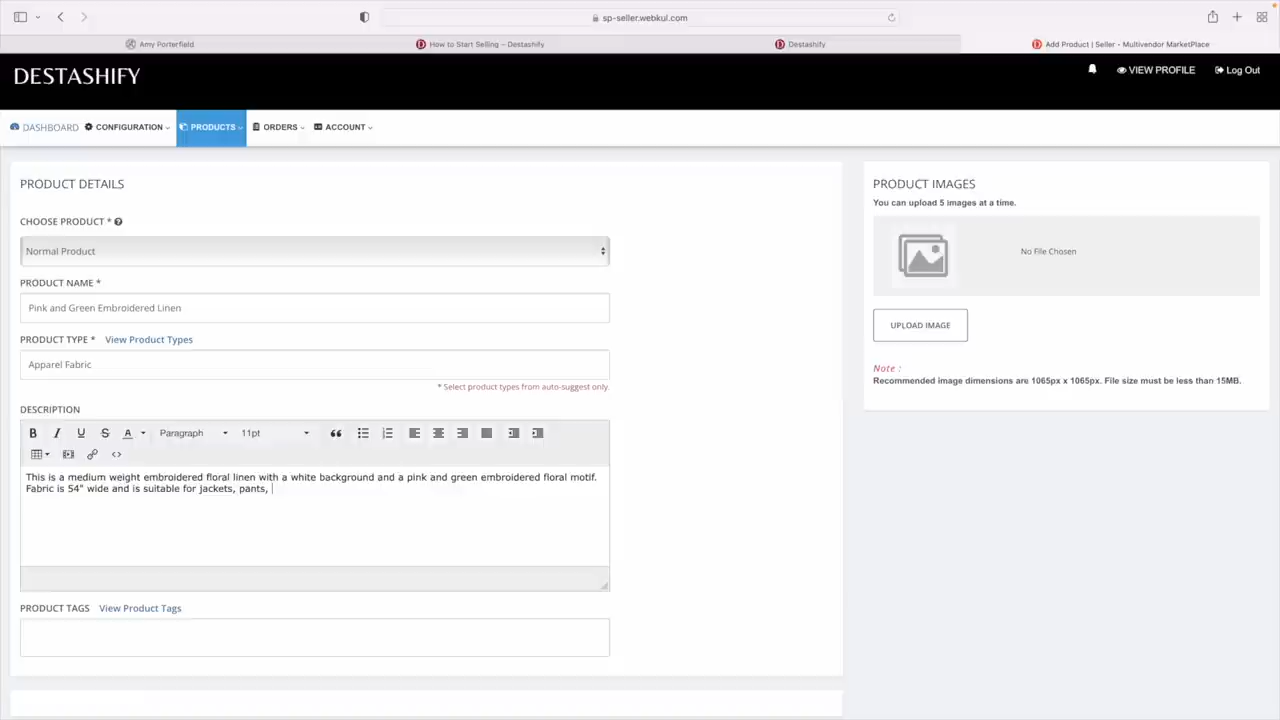 sp-seller.webkul.com
Amy Porterfield
How to Start Selling – Destashify
Destashify
Add Product | Seller - Multivendor MarketPlace
DESTASHIFY
VIEW PROFILE
Log Out
DASHBOARD
CONFIGURATION
PRODUCTS
ORDERS
ACCOUNT
PRODUCT DETAILS
CHOOSE PRODUCT *
Normal Product
PRODUCT NAME *
Pink and Green Embroidered Linen
PRODUCT TYPE * View Product Types
Apparel Fabric
* Select product types from auto-suggest only.
DESCRIPTION
B I U S A Paragraph 11pt
This is a medium weight embroidered floral linen with a white background and a pink and green embroidered floral motif.
Fabric is 54" wide and is suitable for jackets, pants,
PRODUCT TAGS View Product Tags
PRODUCT IMAGES
You can upload 5 images at a time.
No File Chosen
UPLOAD IMAGE
Note :
Recommended image dimensions are 1065px x 1065px. File size must be less than 15MB.